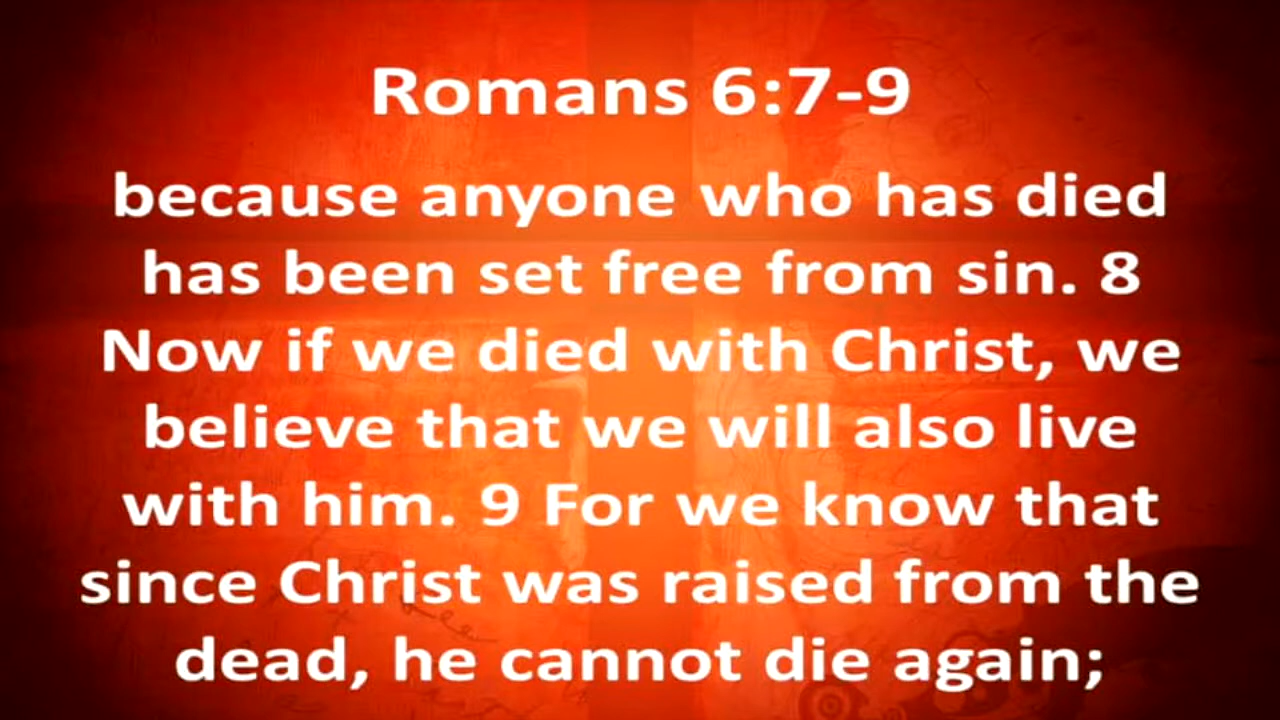 Romans 6:7-9
because anyone who has died
has been set free from sin. 8
Now if we died with Christ, we
believe that we will also live
with him. 9 For we know that
since Christ was raised from the
dead, he cannot die again;